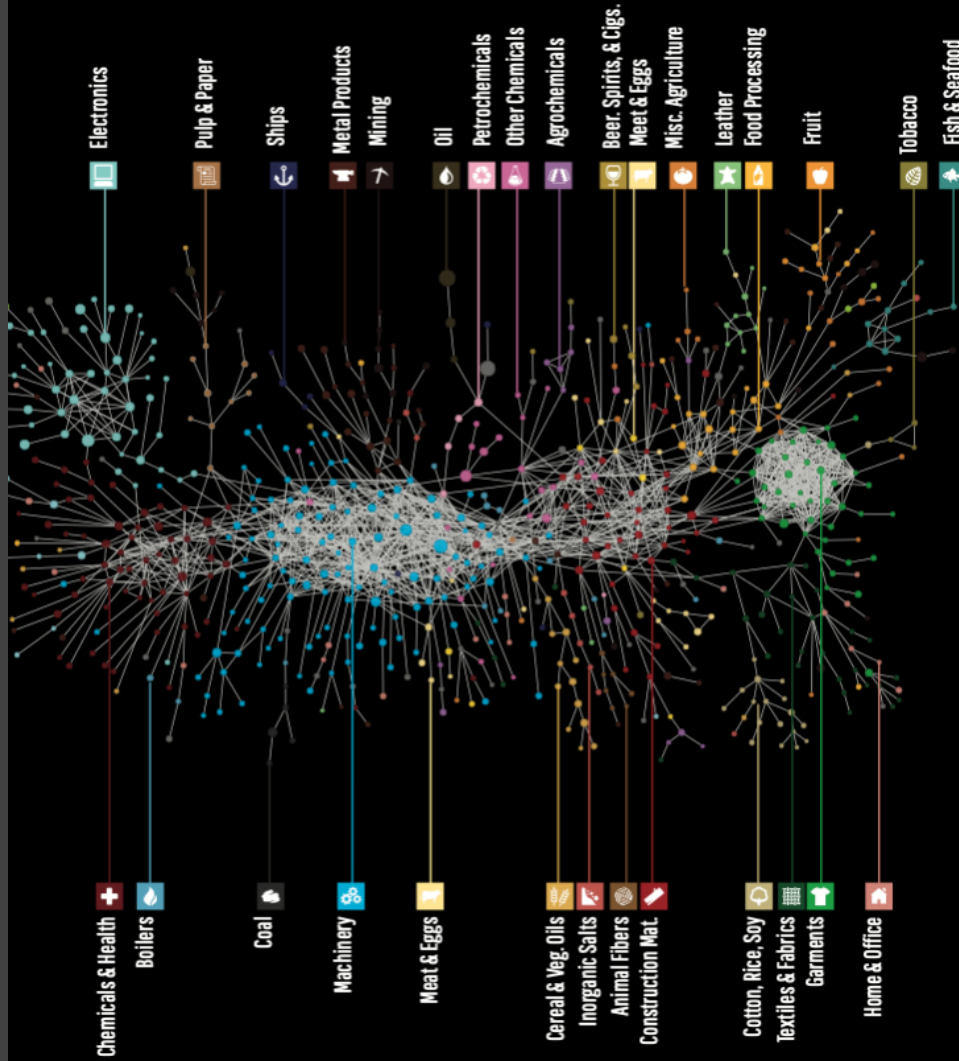 Electronics
Pulp & Paper
Ships
Metal Products
Mining
Oil
Petrochemicals
Other Chemicals
Agrochemicals
Beer. Spirits, & Cigs.
Meet & Eggs
Misc. Agriculture
Leather
Food Processing
Fruit
Tobacco
Fish & Seafood
Chemicals & Health
Boilers
Coal
Machinery
Meat & Eggs
Cereal & Veg. Oils
Inorganic Salts
Animal Fibers
Construction Mat.
Cotton, Rice, Soy
Textiles & Fabrics
Garments
Home & Office